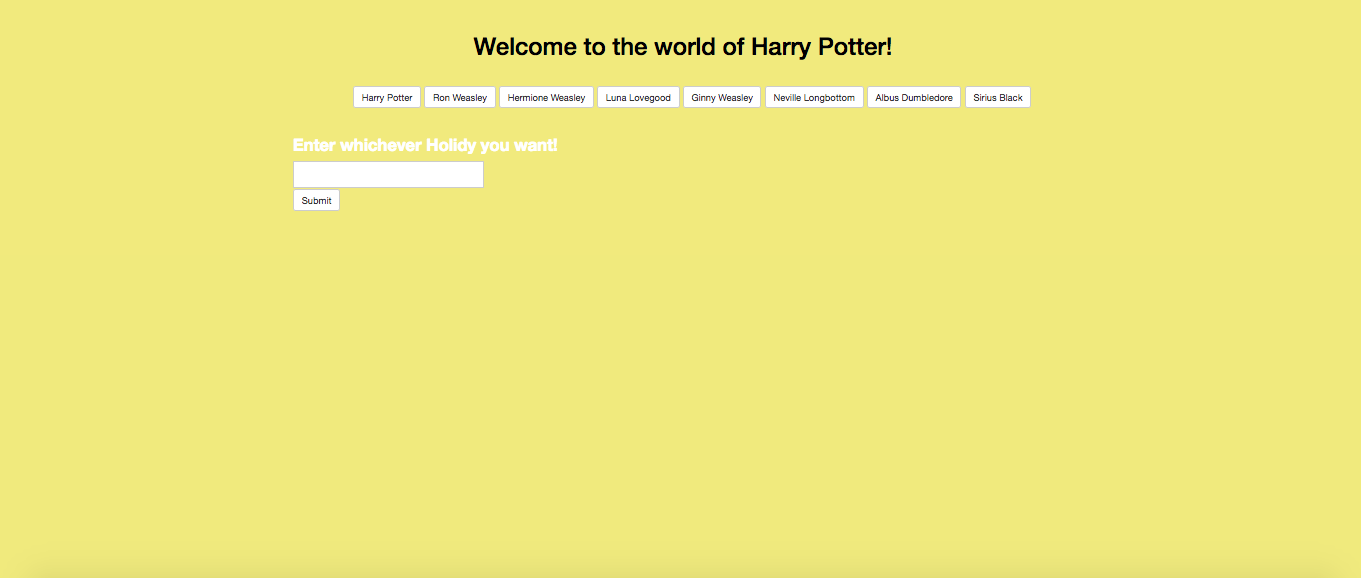 Welcome to the world of Harry Potter!
Harry Potter Ron Weasley Hermione Weasley Luna Lovegood Ginny Weasley Neville Longbottom Albus Dumbledore Sirius Black
Enter whichever Holidy you want!
Submit